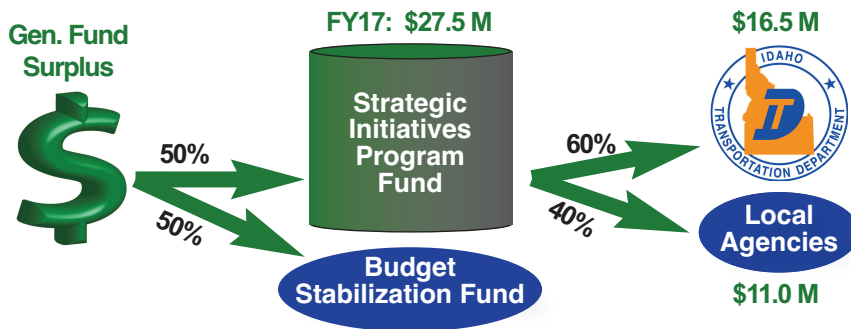 Gen. Fund
Surplus
50%
50%
FY17: $27.5 M
Strategic
Initiatives
Program
Fund
Budget
Stabilization Fund
60%
40%
$16.5 M
IDAHO
TRANSPORTATION DEPARTMENT
ITD
Local
Agencies
$11.0 M